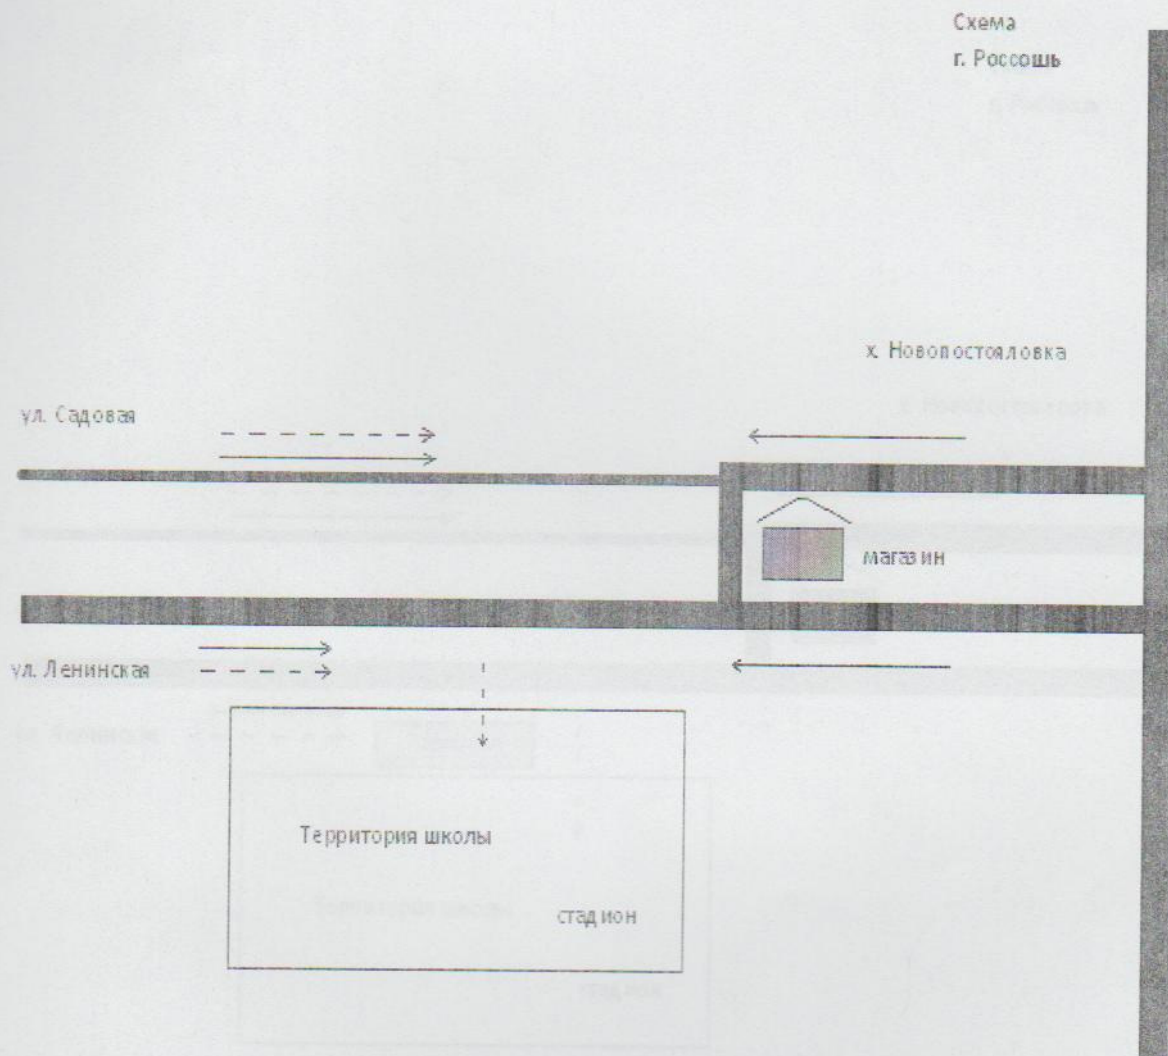 Схема
г. Россошь
х. Новопостояловка
ул. Садовая
магазин
ул. Ленинская
Территория школы
стадион